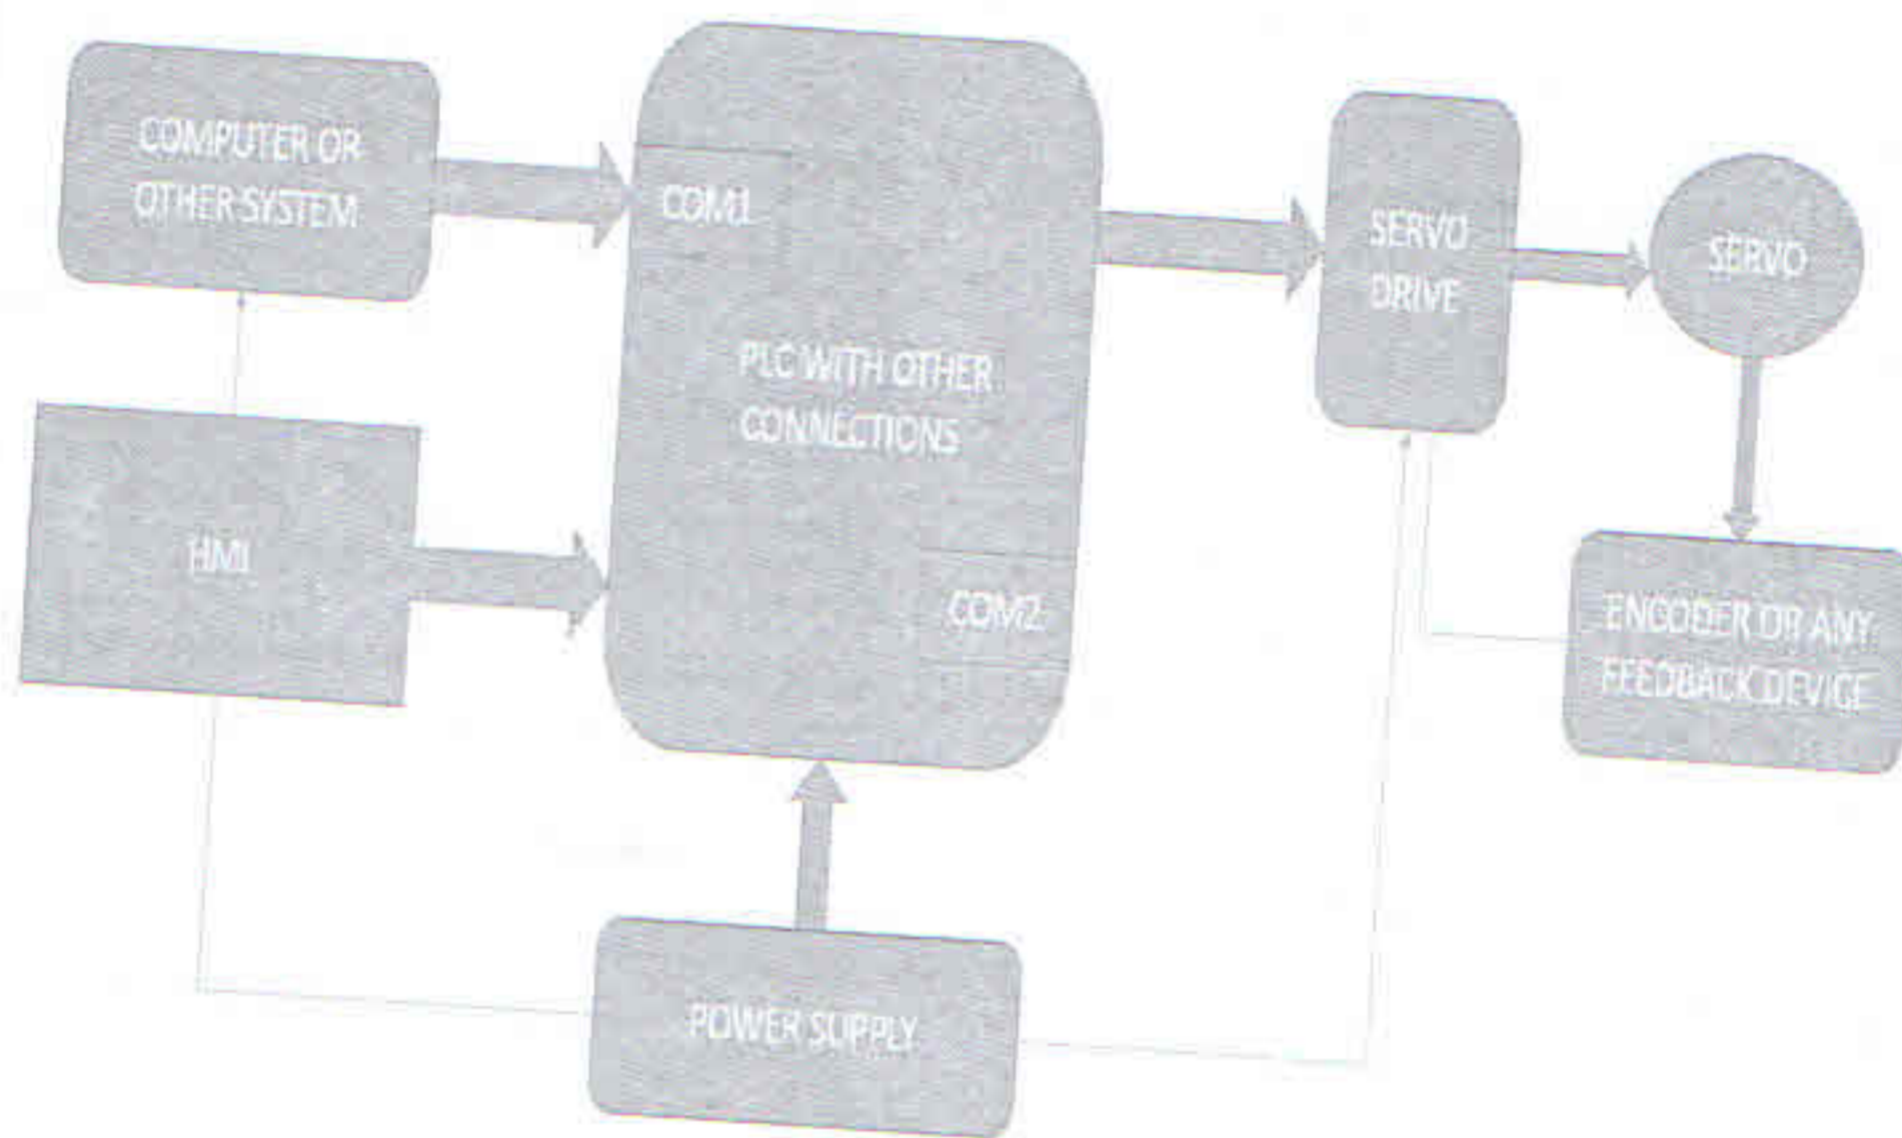 COMPUTER OR
OTHER SYSTEM
COM1
PLC WITH OTHER
CONNECTIONS
COM2
SERVO
DRIVE
SERVO
HMI
ENCODER OR ANY
FEEDBACK DEVICE
POWER SUPPLY